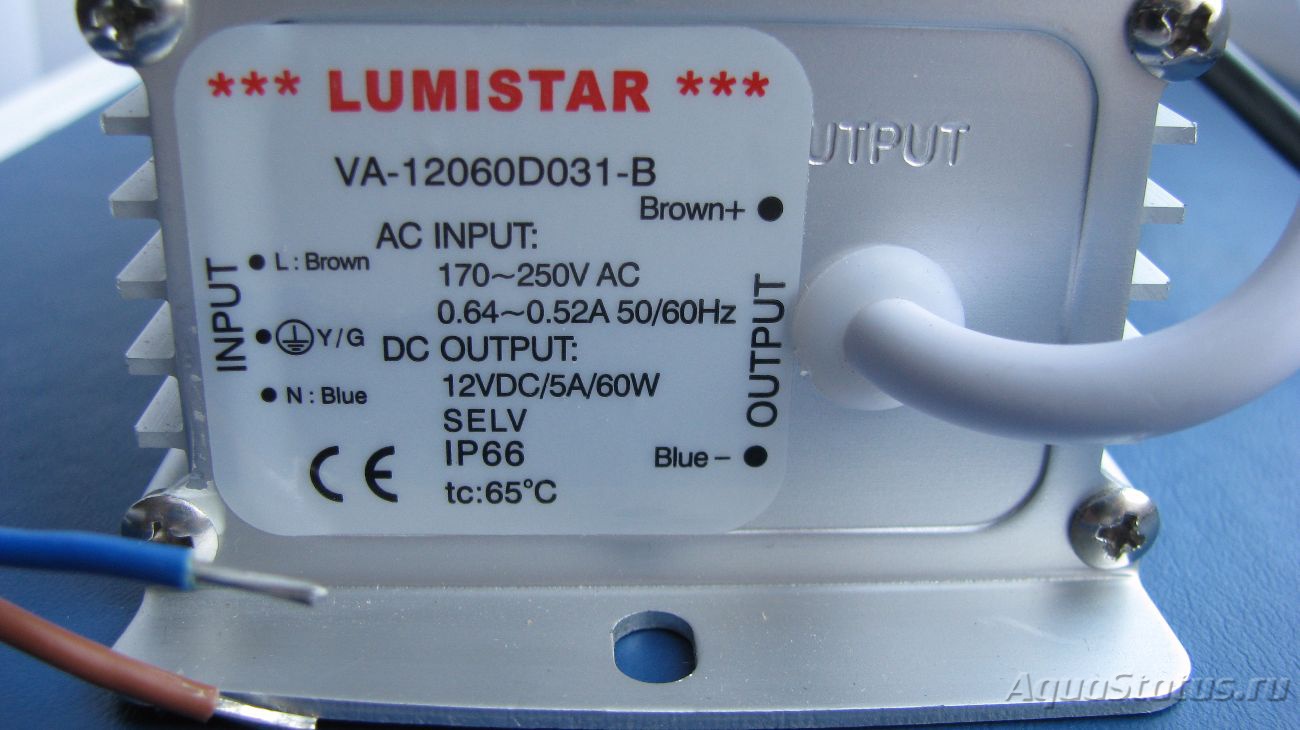 *** LUMISTAR ***
VA-12060D031-B
Brown+
AC INPUT:
170~250V AC
0.64~0.52A 50/60Hz
DC OUTPUT:
12VDC/5A/60W
SELV
IP66
tc:65°C
INPUT
L : Brown
Y/G
N : Blue
CE
OUTPUT
Blue -
OUTPUT
AquaStatus.ru